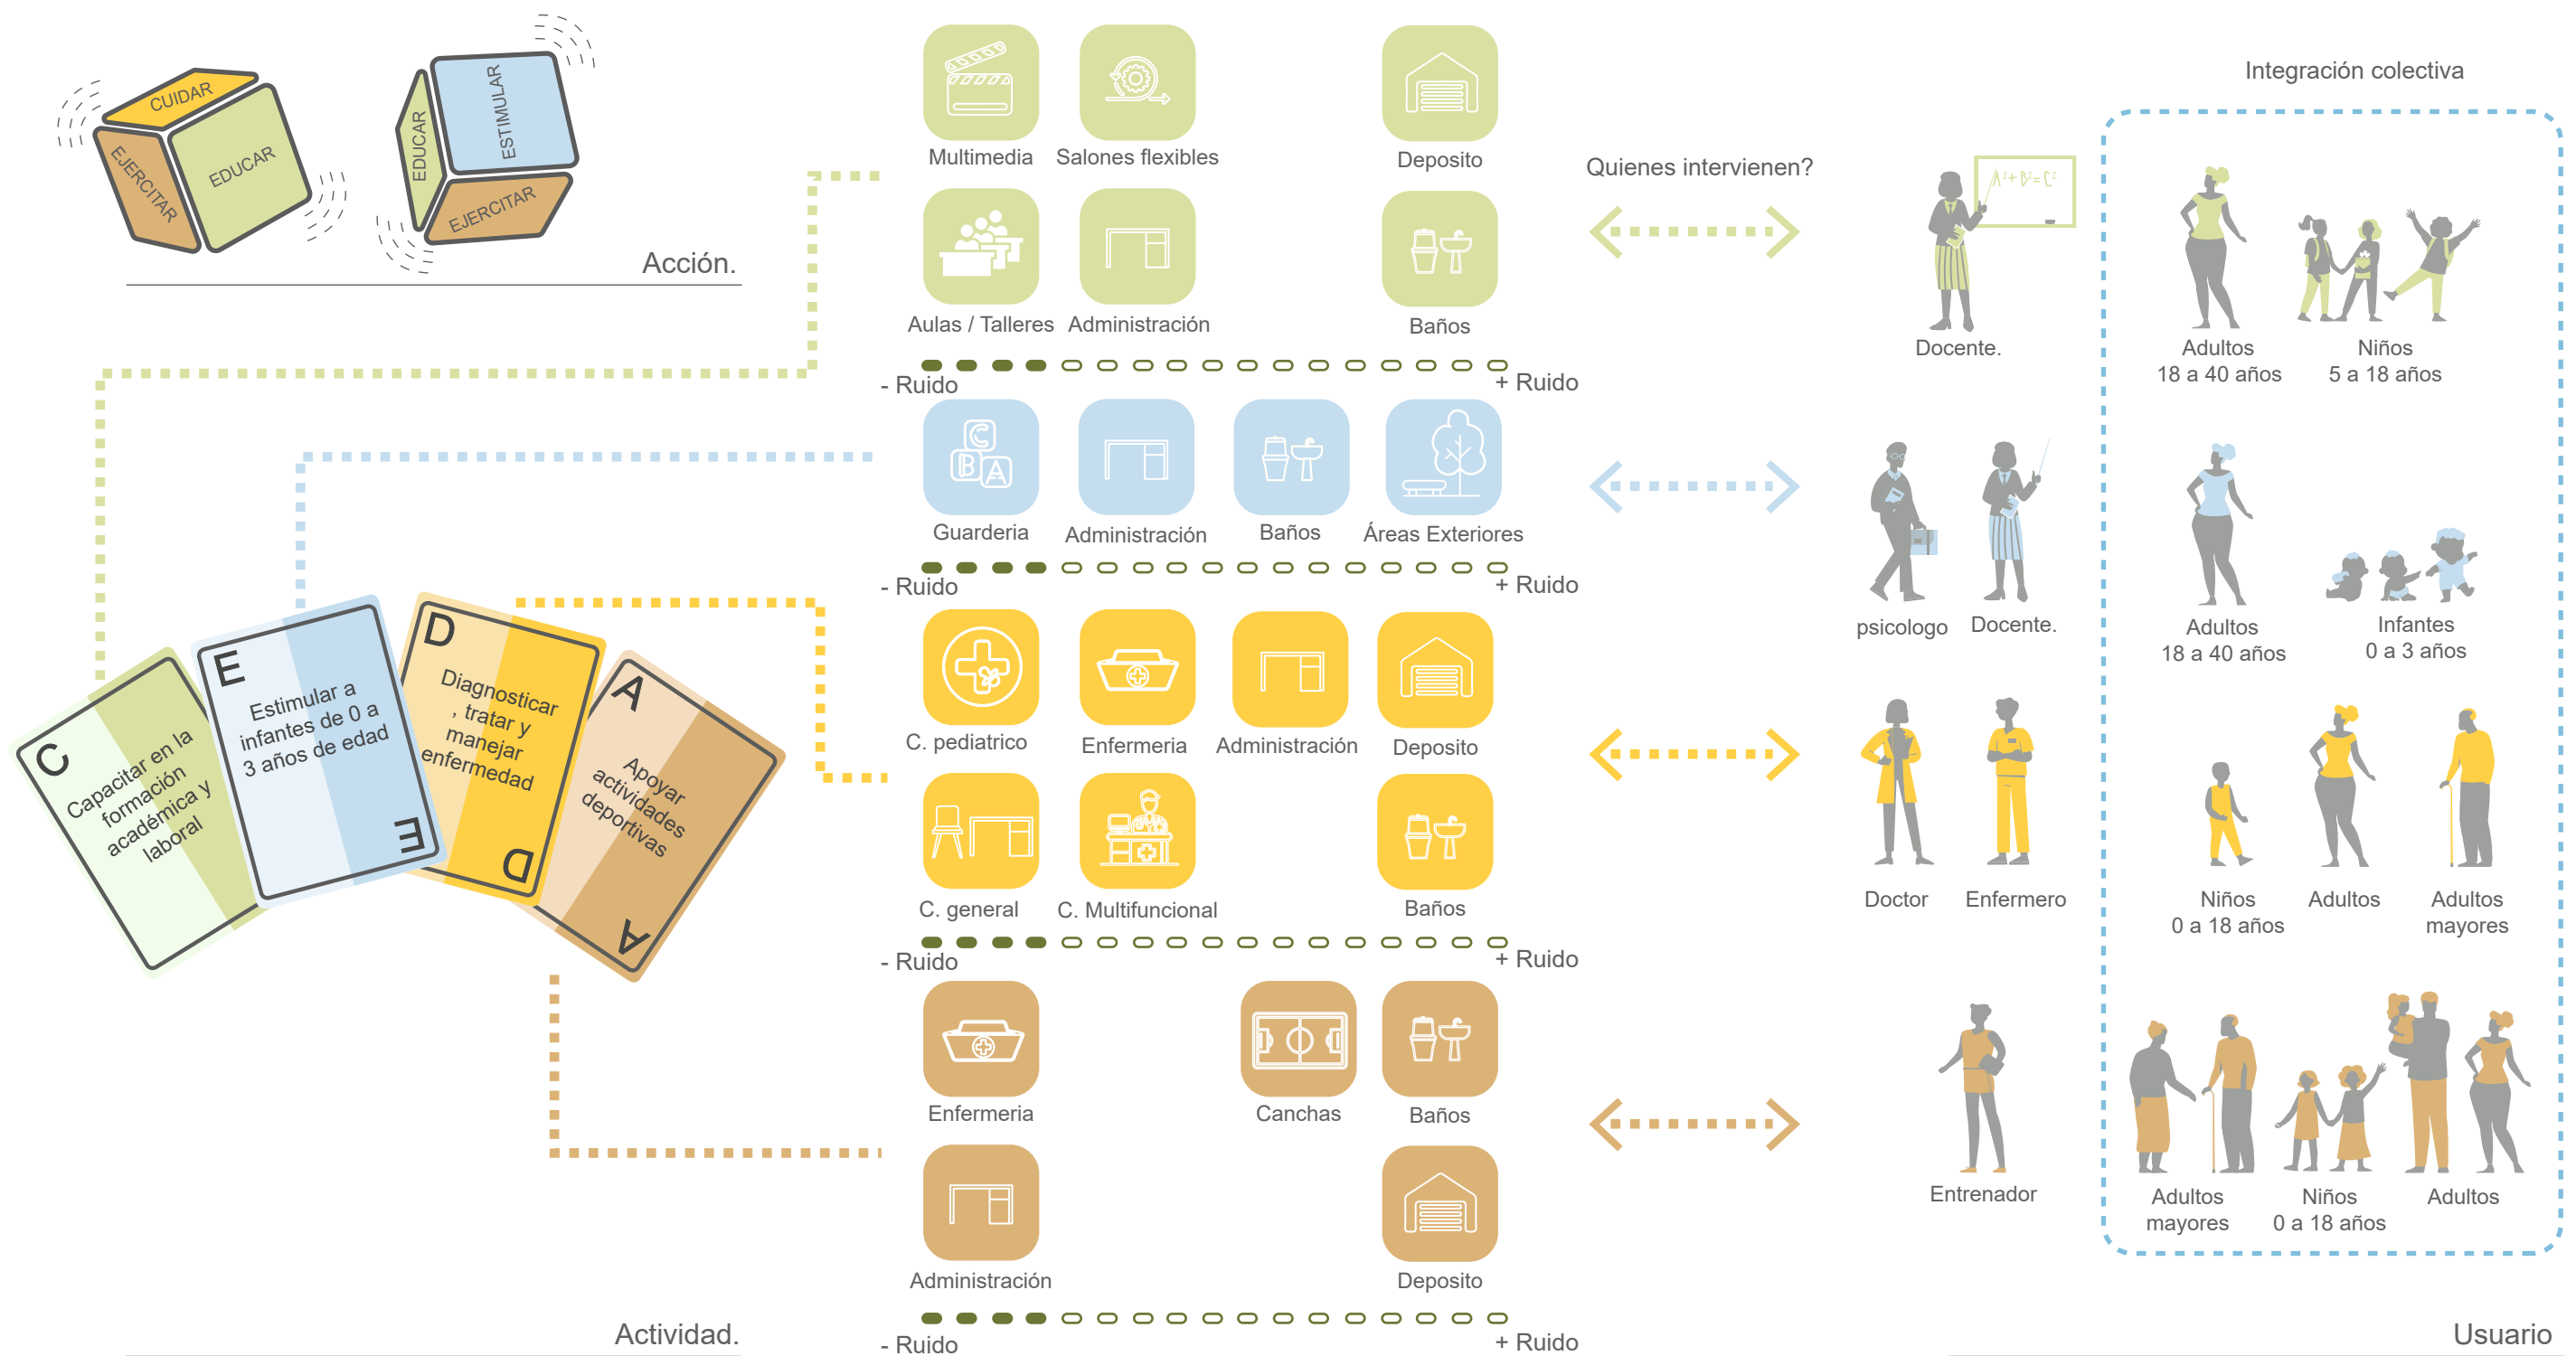 CUIDAR
EJERCITAR
EDUCAR
EDUCAR
ESTIMULAR
EJERCITAR
Acción.
C
Capacitar en la
formación
académica y
laboral
E
Estimular a
infantes de 0 a
3 años de edad
E
D
Diagnosticar
, tratar y
manejar
enfermedad
D
A
Apoyar
actividades
deportivas
A
Actividad.
Multimedia
Salones flexibles
Deposito
Aulas / Talleres
Administración
Baños
- Ruido
+ Ruido
C
B A
Guarderia
Administración
Baños
Áreas Exteriores
- Ruido
+ Ruido
C. pediatrico
Enfermeria
Administración
Deposito
C. general
C. Multifuncional
Baños
- Ruido
+ Ruido
Enfermeria
Canchas
Baños
Administración
Deposito
- Ruido
+ Ruido
Quienes intervienen?
A²+B²=C²
Docente.
psicologo
Docente.
Doctor
Enfermero
Entrenador
Integración colectiva
Adultos
18 a 40 años
Niños
5 a 18 años
Adultos
18 a 40 años
Infantes
0 a 3 años
Niños
0 a 18 años
Adultos
Adultos
mayores
Adultos
mayores
Niños
0 a 18 años
Adultos
Usuario